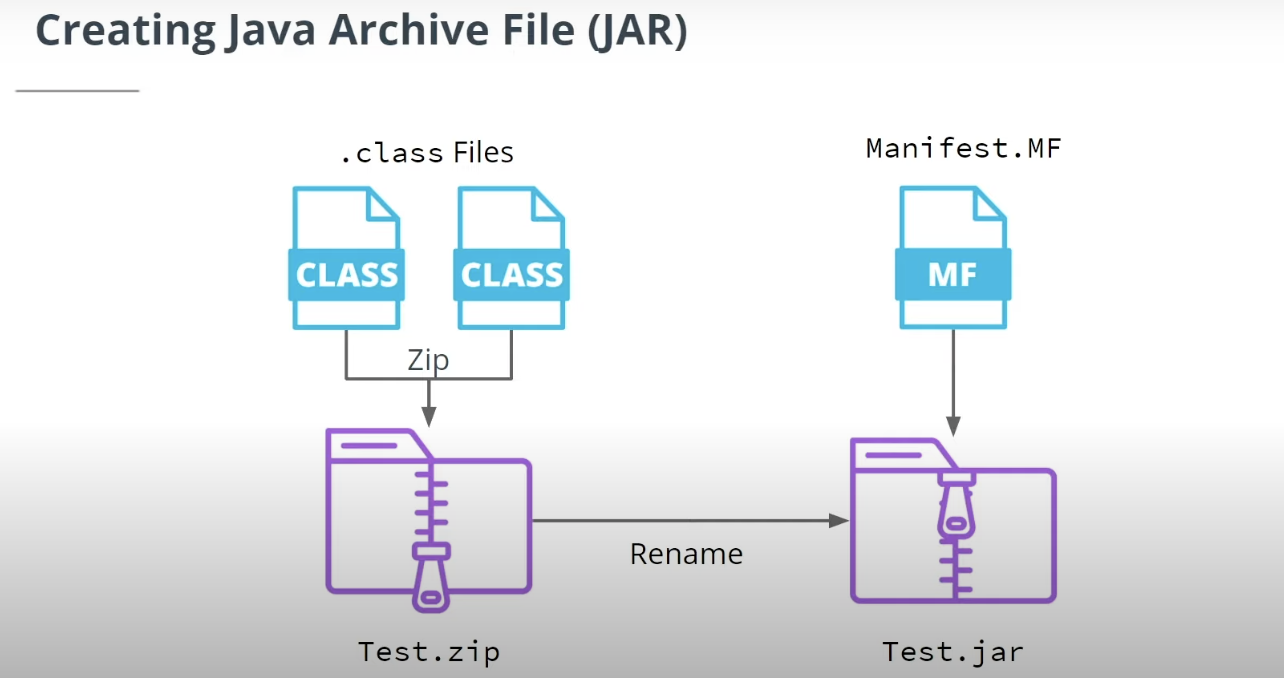 Creating Java Archive File (JAR)
.class Files
Manifest.MF
CLASS
CLASS
MF
Zip
Rename
Test.zip
Test.jar